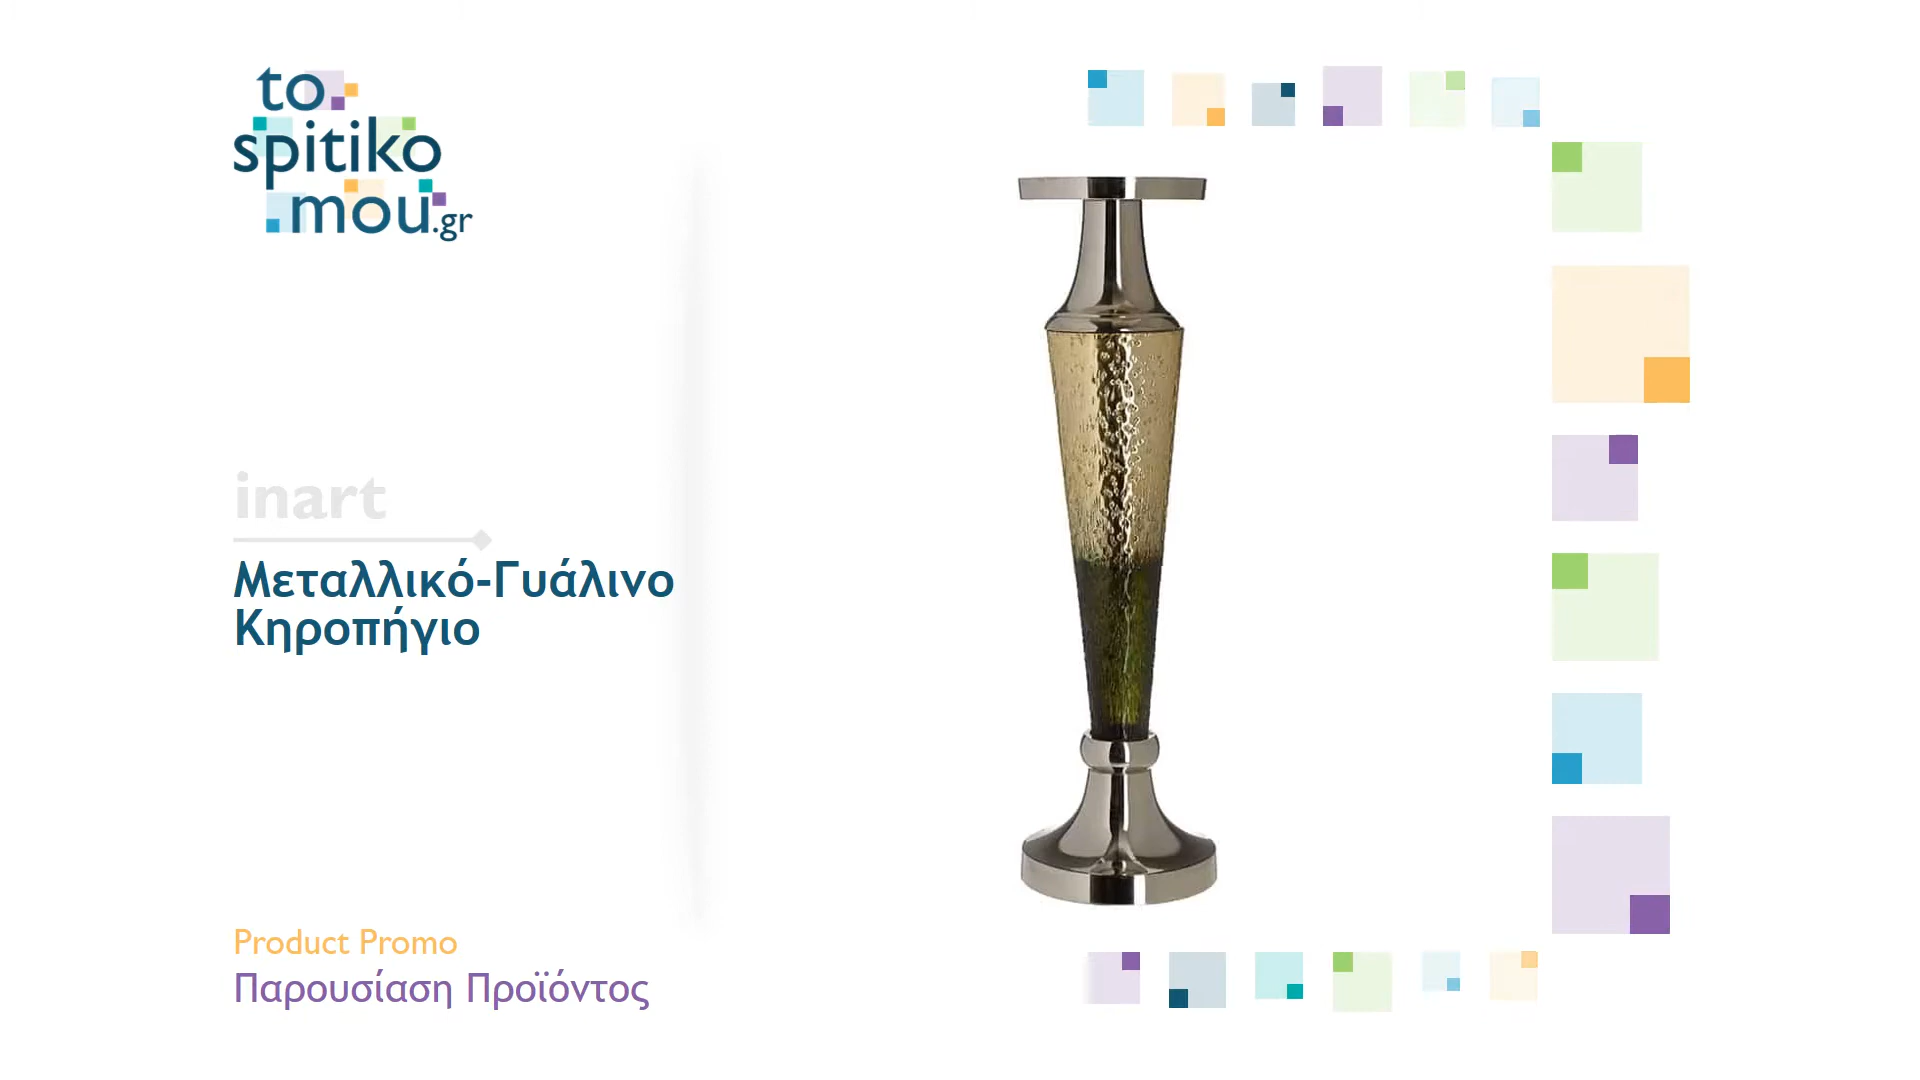 to
spitiko
mou.gr
inart
Μεταλλικό-Γυάλινο
Κηροπήγιο
Product Promo
Παρουσίαση Προϊόντος